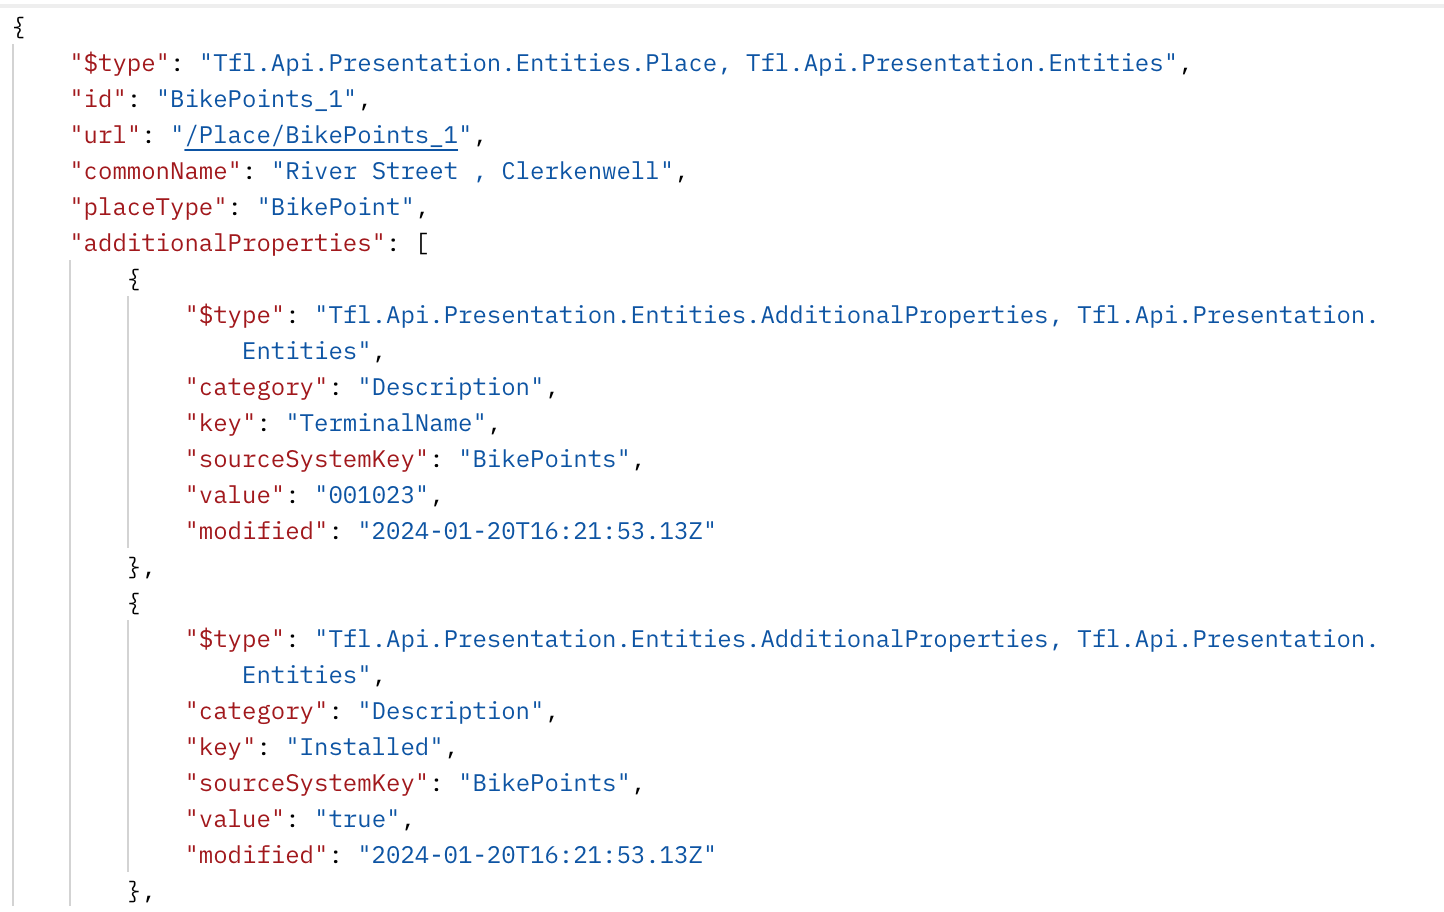 {
"$type": "Tfl.Api.Presentation.Entities.Place, Tfl.Api.Presentation.Entities",
"id": "BikePoints_1",
"url": "/Place/BikePoints_1",
"commonName": "River Street , Clerkenwell",
"placeType": "BikePoint",
"additionalProperties": [
{
"$type": "Tfl.Api.Presentation.Entities.AdditionalProperties, Tfl.Api.Presentation.
Entities",
"category": "Description",
"key": "TerminalName",
"sourceSystemKey": "BikePoints",
"value": "001023",
"modified": "2024-01-20T16:21:53.13Z"
},
{
"$type": "Tfl.Api.Presentation.Entities.AdditionalProperties, Tfl.Api.Presentation.
Entities",
"category": "Description",
"key": "Installed",
"sourceSystemKey": "BikePoints",
"value": "true",
"modified": "2024-01-20T16:21:53.13Z"
},